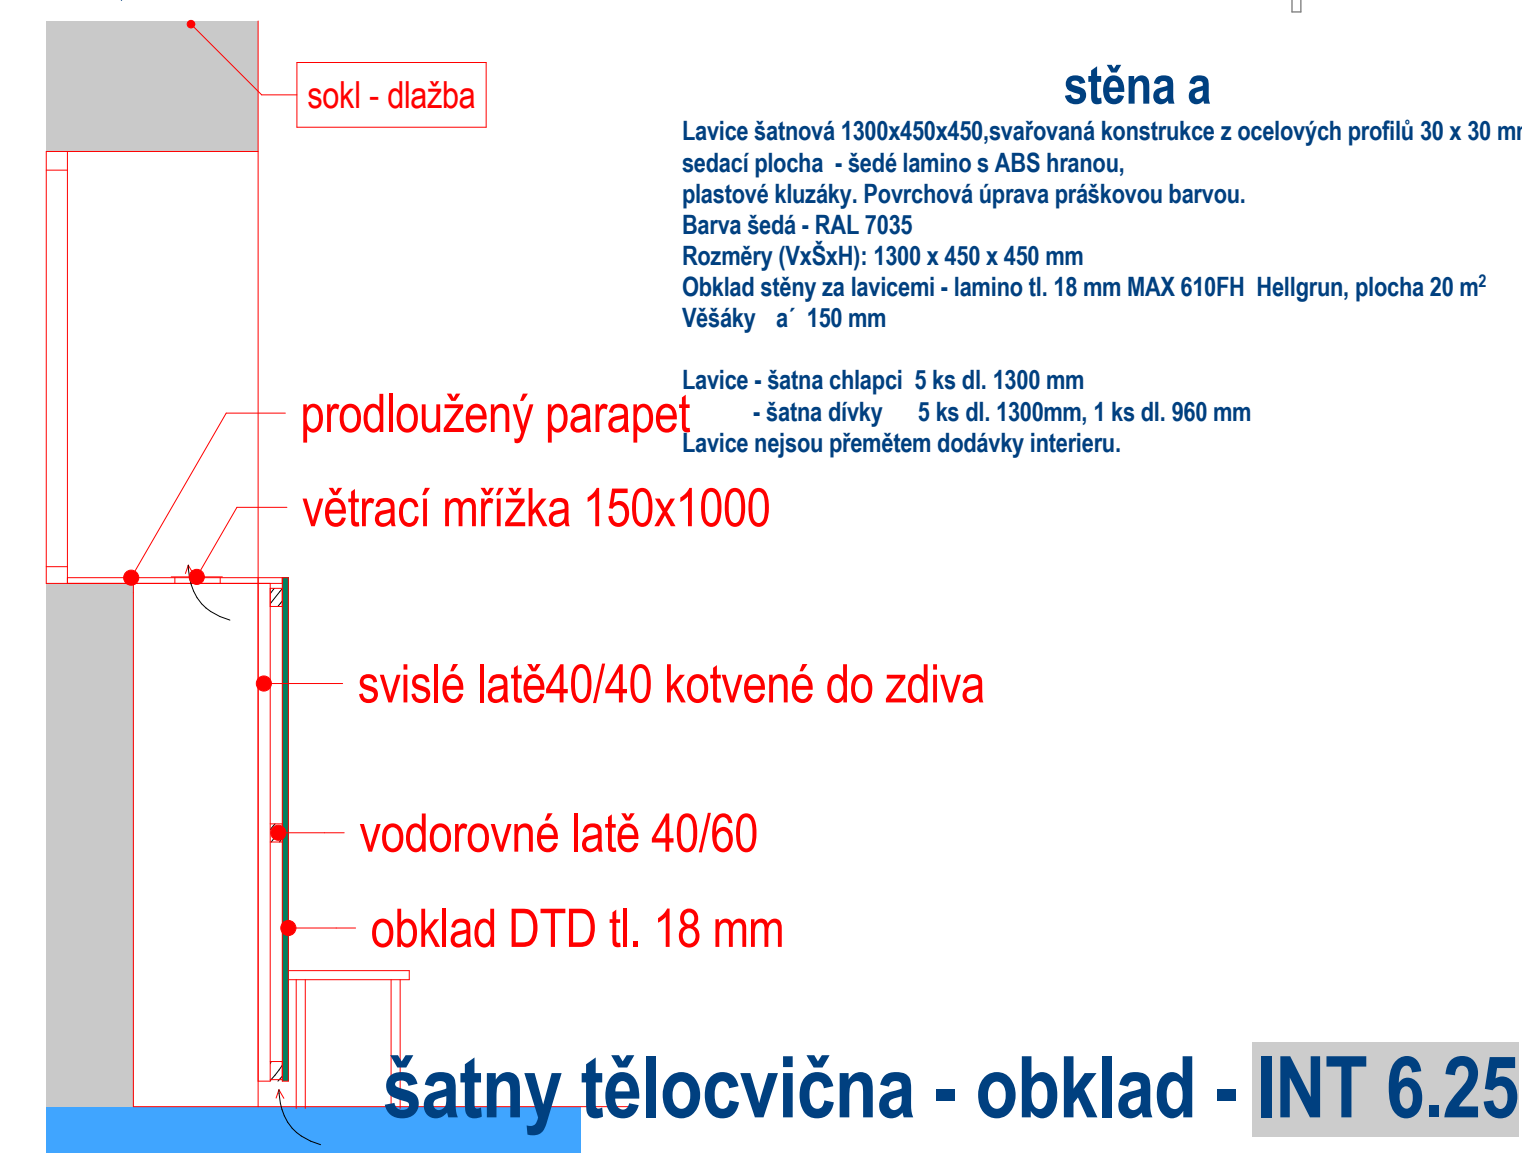 sokl - dlažba
stěna a
Lavice šatnová 1300x450x450,svařovaná konstrukce z ocelových profilů 30 x 30
sedací plocha - šedé lamino s ABS hranou,
plastové kluzáky. Povrchová úprava práškovou barvou.
Barva šedá - RAL 7035
Rozměry (VxŠxH): 1300 x 450 x 450 mm
Obklad stěny za lavicemi - lamino tl. 18 mm MAX 610FH Hellgrun, plocha 20 m²
Věšáky a´ 150 mm
Lavice - šatna chlapci 5 ks dl. 1300 mm
- šatna dívky 5 ks dl. 1300mm, 1 ks dl. 960 mm
Lavice nejsou přemětem dodávky interieru.
prodloužený parapet
větrací mřížka 150x1000
svislé latě40/40 kotvené do zdiva
vodorovné latě 40/60
obklad DTD tl. 18 mm
šatny tělocvična - obklad - INT 6.25